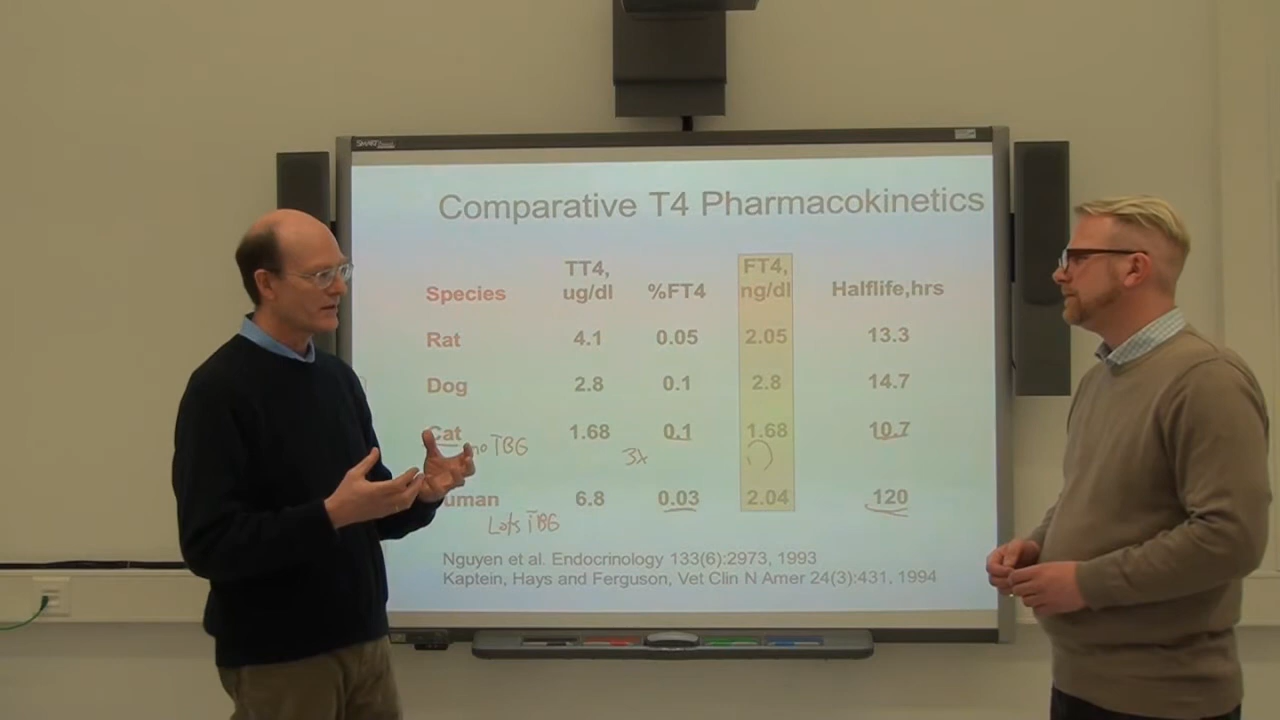 SMART
Comparative T4 Pharmacokinetics
Species TT4, ug/dl %FT4 FT4, ng/dl Halflife,hrs
Rat 4.1 0.05 2.05 13.3
Dog 2.8 0.1 2.8 14.7
Cat 1.68 0.1 1.68 10.7
no TBG 3x
uman 6.8 0.03 2.04 120
Lots TBG
Nguyen et al. Endocrinology 133(6):2973, 1993
Kaptein, Hays and Ferguson, Vet Clin N Amer 24(3):431, 1994